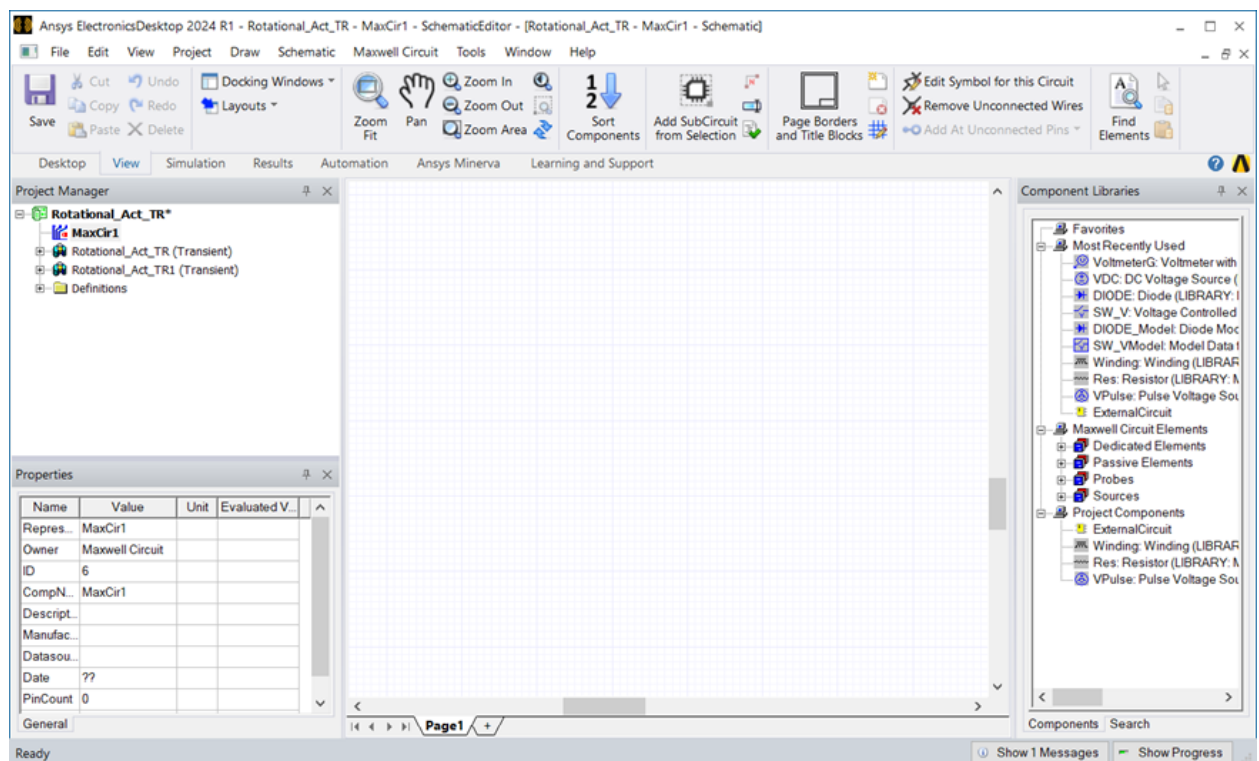 Ansys ElectronicsDesktop 2024 R1 - Rotational_Act_TR - MaxCir1 - SchematicEditor - [Rotational_Act_TR - MaxCir1 - Schematic]
File Edit View Project Draw Schematic Maxwell Circuit Tools Window Help
Save
Cut
Copy
Paste
Undo
Redo
Delete
Docking Windows
Layouts
Zoom Fit
Pan
Zoom In
Zoom Out
Zoom Area
1 2
Sort Components
Add SubCircuit from Selection
Page Borders and Title Blocks
Edit Symbol for this Circuit
Remove Unconnected Wires
Add At Unconnected Pins
A
Find Elements
Desktop View Simulation Results Automation Ansys Minerva Learning and Support
?
Project Manager
Rotational_Act_TR*
MaxCir1
Rotational_Act_TR (Transient)
Rotational_Act_TR1 (Transient)
Definitions
Properties
Name Value Unit Evaluated V...
Repres... MaxCir1
Owner Maxwell Circuit
ID 6
CompN... MaxCir1
Descript...
Manufac...
Datasou...
Date ??
PinCount 0
General
Page1 +
Component Libraries
Favorites
Most Recently Used
VoltmeterG: Voltmeter with
VDC: DC Voltage Source (
DIODE: Diode (LIBRARY:
SW_V: Voltage Controlled
DIODE_Model: Diode Moc
SW_VModel: Model Data
Winding: Winding (LIBRAR
Res: Resistor (LIBRARY:
VPulse: Pulse Voltage Sou
ExternalCircuit
Maxwell Circuit Elements
Dedicated Elements
Passive Elements
Probes
Sources
Project Components
ExternalCircuit
Winding: Winding (LIBRAR
Res: Resistor (LIBRARY:
VPulse: Pulse Voltage Sou
Components Search
Ready
Show 1 Messages
Show Progress